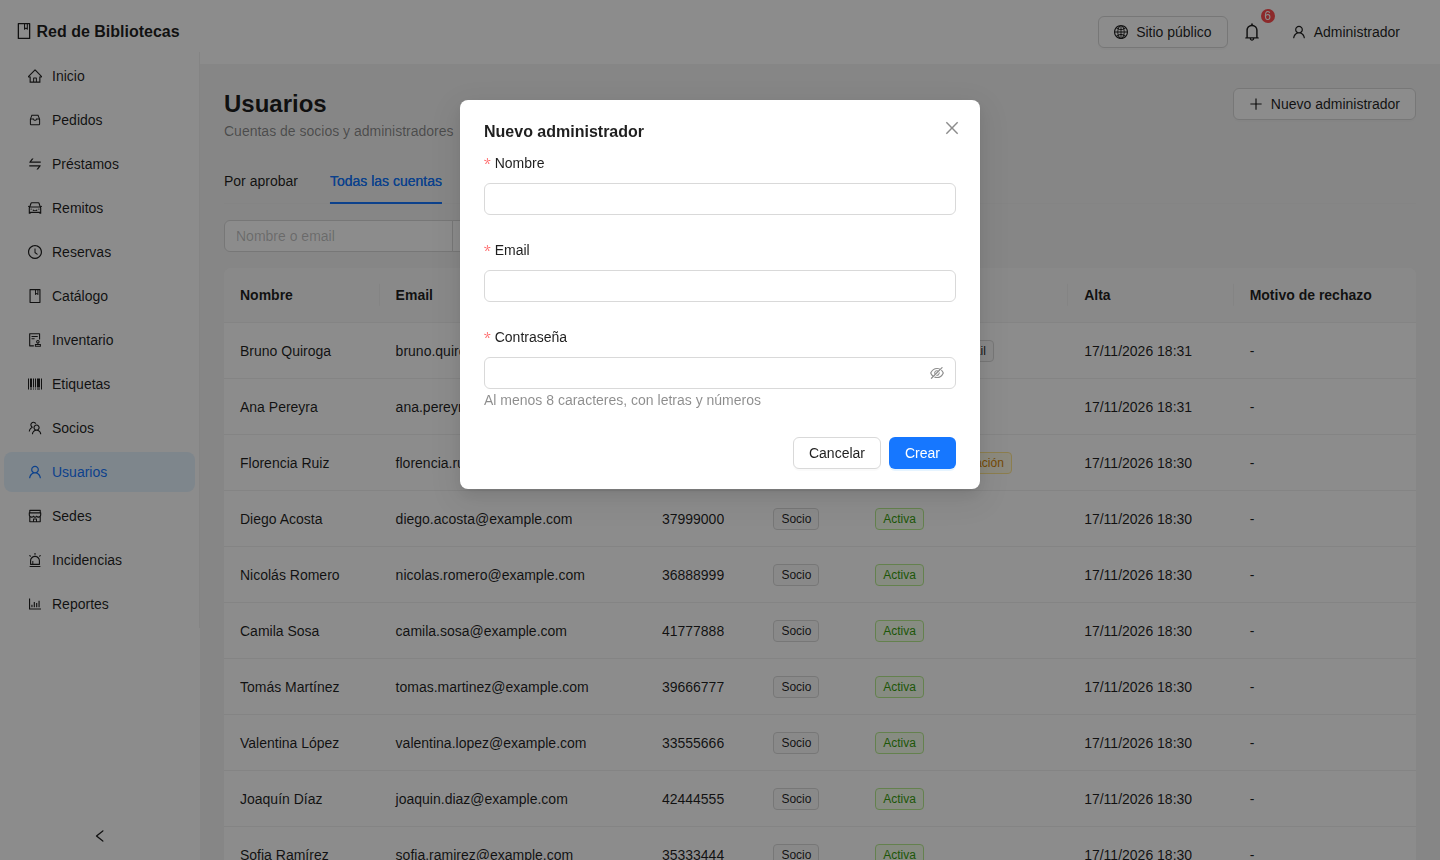 Red de Bibliotecas
Sitio público
6
Administrador
Inicio
Pedidos
Préstamos
Remitos
Reservas
Catálogo
Inventario
Etiquetas
Socios
Usuarios
Sedes
Incidencias
Reportes
Usuarios
Cuentas de socios y administradores
Nuevo administrador
Por aprobar
Todas las cuentas
Nombre o email
Nuevo administrador
* Nombre
* Email
* Contraseña
Al menos 8 caracteres, con letras y números
Cancelar
Crear
Nombre Email Alta Motivo de rechazo
Bruno Quiroga 17/11/2026 18:31 -
Ana Pereyra 17/11/2026 18:31 -
Florencia Ruiz 17/11/2026 18:30 -
Diego Acosta diego.acosta@example.com 37999000 Socio Activa 17/11/2026 18:30 -
Nicolás Romero nicolas.romero@example.com 36888999 Socio Activa 17/11/2026 18:30 -
Camila Sosa camila.sosa@example.com 41777888 Socio Activa 17/11/2026 18:30 -
Tomás Martínez tomas.martinez@example.com 39666777 Socio Activa 17/11/2026 18:30 -
Valentina López valentina.lopez@example.com 33555666 Socio Activa 17/11/2026 18:30 -
Joaquín Díaz joaquin.diaz@example.com 42444555 Socio Activa 17/11/2026 18:30 -
Sofía Ramírez sofia.ramirez@example.com 35333444 Socio Activa 17/11/2026 18:30 -